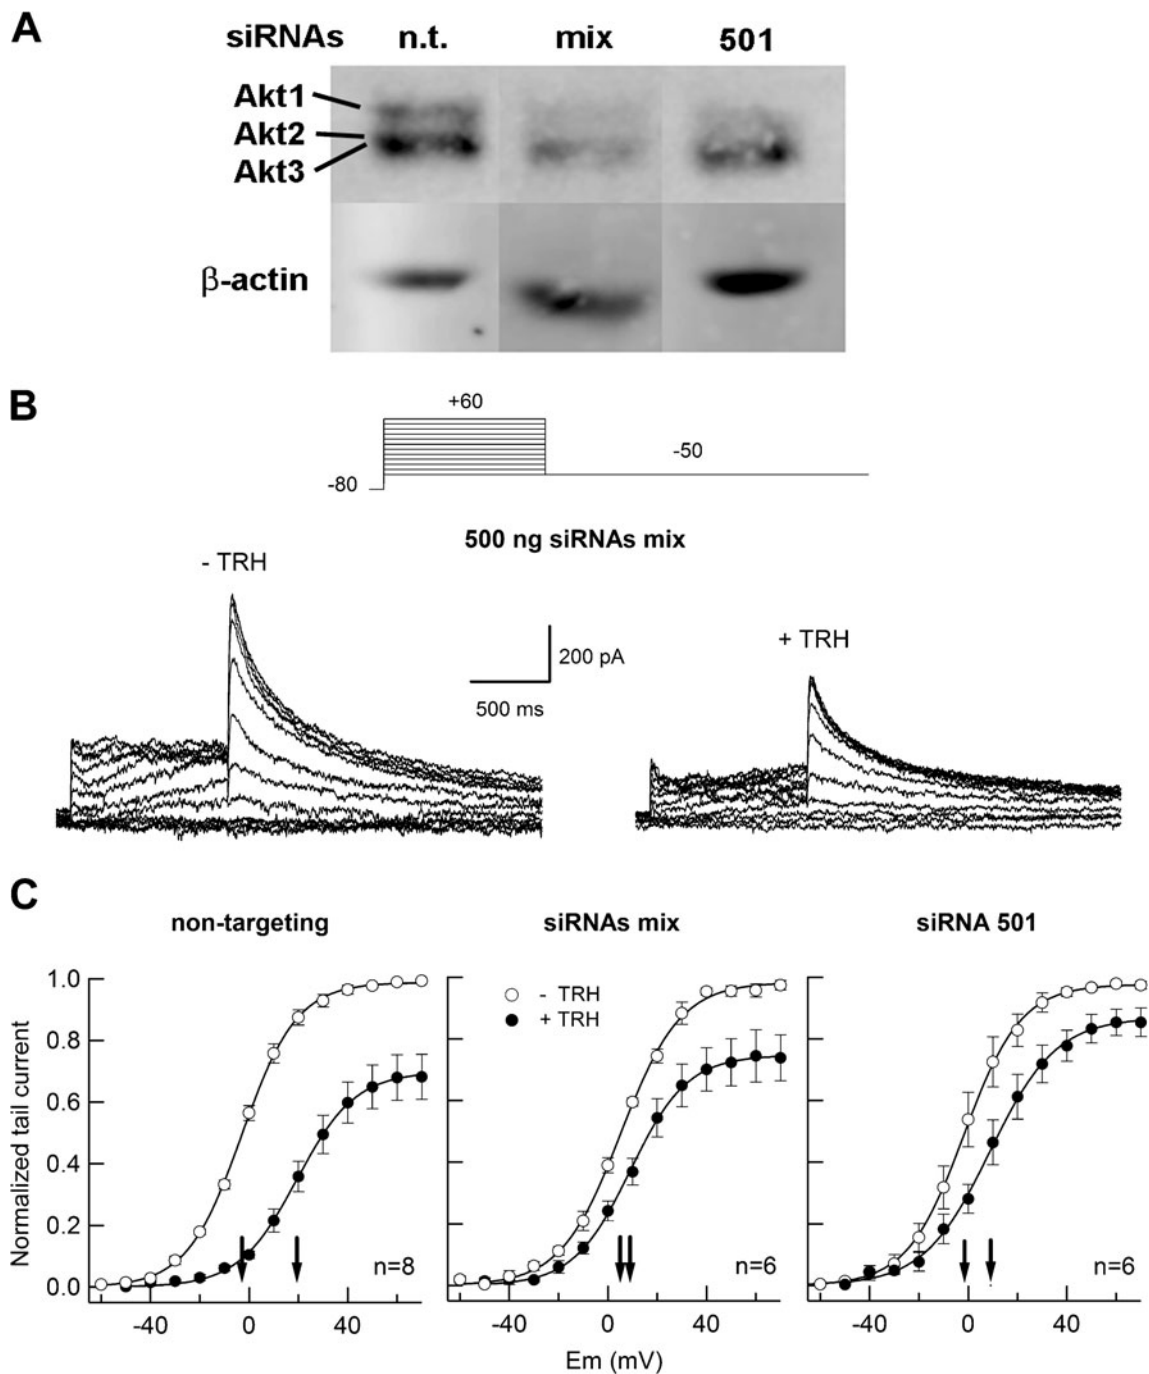 A
siRNAs n.t. mix 501
Akt1
Akt2
Akt3
β-actin
B
+60
-50
-80
500 ng siRNAs mix
- TRH
+ TRH
200 pA
500 ms
C
non-targeting siRNAs mix siRNA 501
Normalized tail current
1.0
0.8
0.6
0.4
0.2
0.0
- TRH
+ TRH
n=8 n=6 n=6
-40 0 40 -40 0 40 -40 0 40
Em (mV)